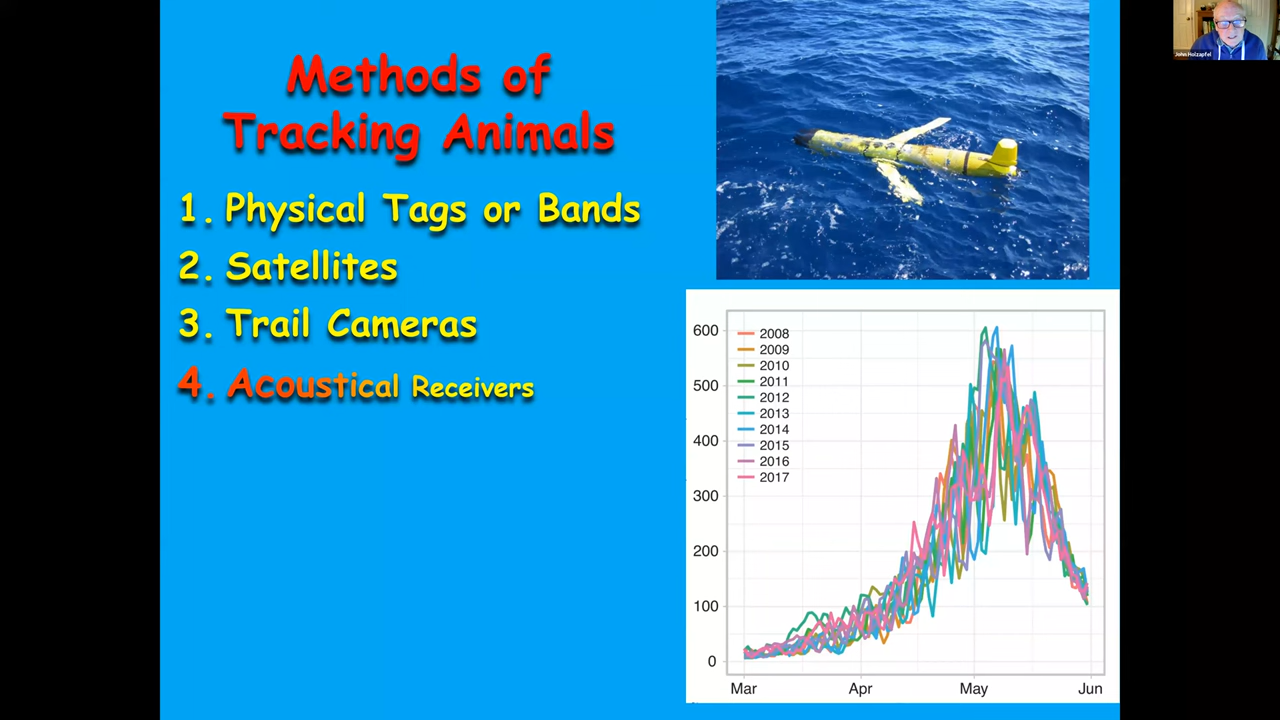 Methods of
Tracking Animals
1. Physical Tags or Bands
2. Satellites
3. Trail Cameras
4. Acoustical Receivers
John Holzapfel
600
500
400
300
200
100
0
2008
2009
2010
2011
2012
2013
2014
2015
2016
2017
Mar Apr May Jun